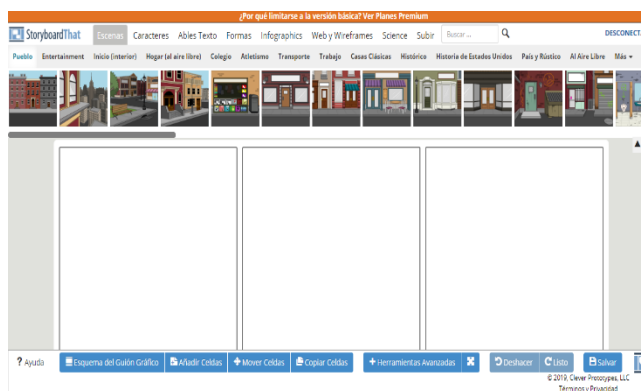 ¿Por qué limitarse a la versión básica? Ver Planes Premium
StoryboardThat Escenas Caracteres Ables Texto Formas Infographics Web y Wireframes Science Subir Buscar ... DESCONECT
Pueblo Entertainment Inicio (interior) Hogar (al aire libre) Colegio Atletismo Transporte Trabajo Casas Clásicas Histórico Historia de Estados Unidos País y Rústico Al Aire Libre Más
? Ayuda Esquema del Guión Gráfico Añadir Celdas Mover Celdas Copiar Celdas Herramientas Avanzadas Deshacer Listo Salvar
© 2019, Clever Prototypes, LLC
Términos y Privacidad